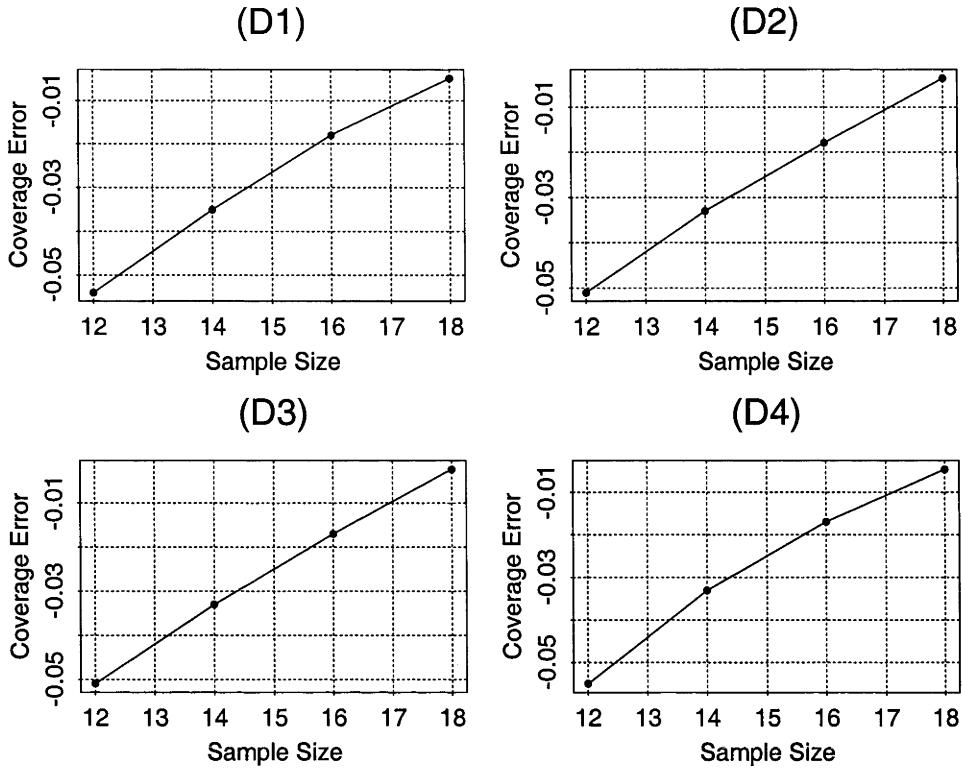 (D1)
Coverage Error
-0.01
-0.03
-0.05
12 13 14 15 16 17 18
Sample Size
(D2)
Coverage Error
-0.01
-0.03
-0.05
12 13 14 15 16 17 18
Sample Size
(D3)
Coverage Error
-0.01
-0.03
-0.05
12 13 14 15 16 17 18
Sample Size
(D4)
Coverage Error
-0.01
-0.03
-0.05
12 13 14 15 16 17 18
Sample Size